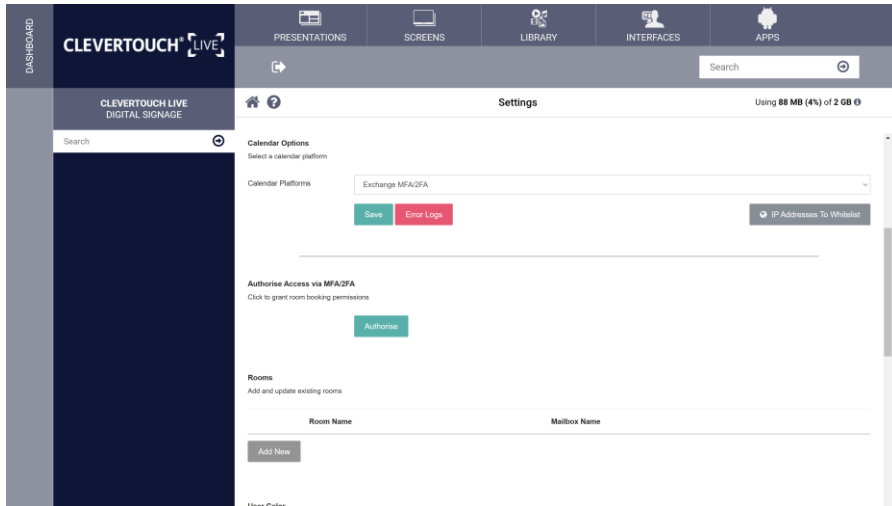 DASHBOARD
CLEVERTOUCH® [LIVE]
PRESENTATIONS
SCREENS
LIBRARY
INTERFACES
APPS
Search
CLEVERTOUCH LIVE
DIGITAL SIGNAGE
Search
Settings
Using 88 MB (4%) of 2 GB
Calendar Options
Select a calendar platform
Calendar Platforms
Exchange MFA/2FA
Save
Error Logs
IP Addresses To Whitelist
Authorise Access via MFA/2FA
Click to grant room booking permissions
Authorise
Rooms
Add and update existing rooms
Room Name
Mailbox Name
Add New
User Color